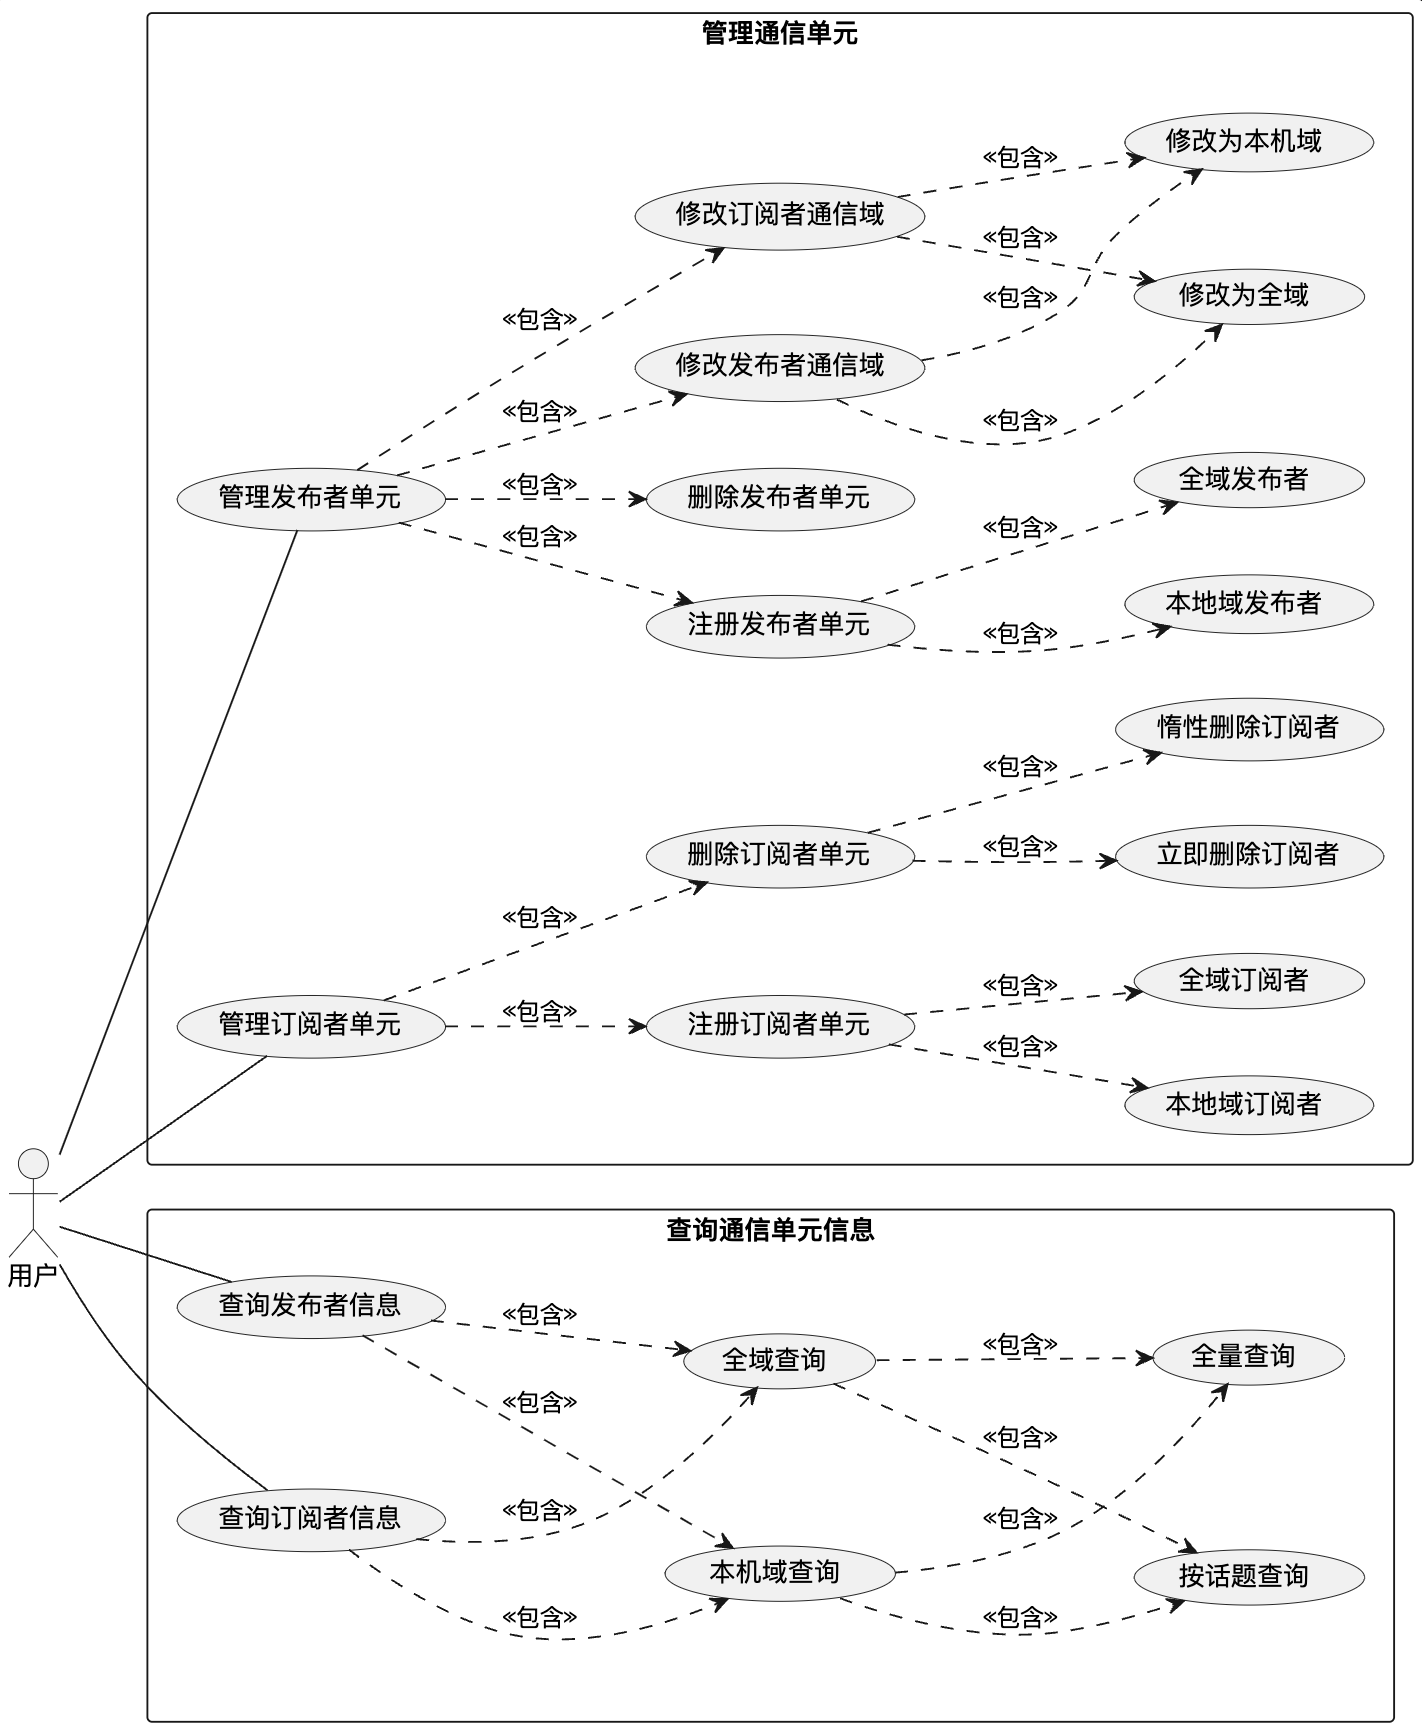 管理通信单元
修改为本机域
《包含》
修改订阅者通信域
《包含》
修改为全域
《包含》
《包含》
修改发布者通信域
《包含》
《包含》
全域发布者
《包含》
管理发布者单元
删除发布者单元
《包含》
《包含》
本地域发布者
注册发布者单元
《包含》
惰性删除订阅者
《包含》
删除订阅者单元
《包含》
立即删除订阅者
《包含》
全域订阅者
《包含》
《包含》
管理订阅者单元
注册订阅者单元
《包含》
本地域订阅者
用户
查询通信单元信息
查询发布者信息
《包含》
全域查询
《包含》
全量查询
《包含》
《包含》
查询订阅者信息
《包含》
《包含》
本机域查询
按话题查询
《包含》
《包含》